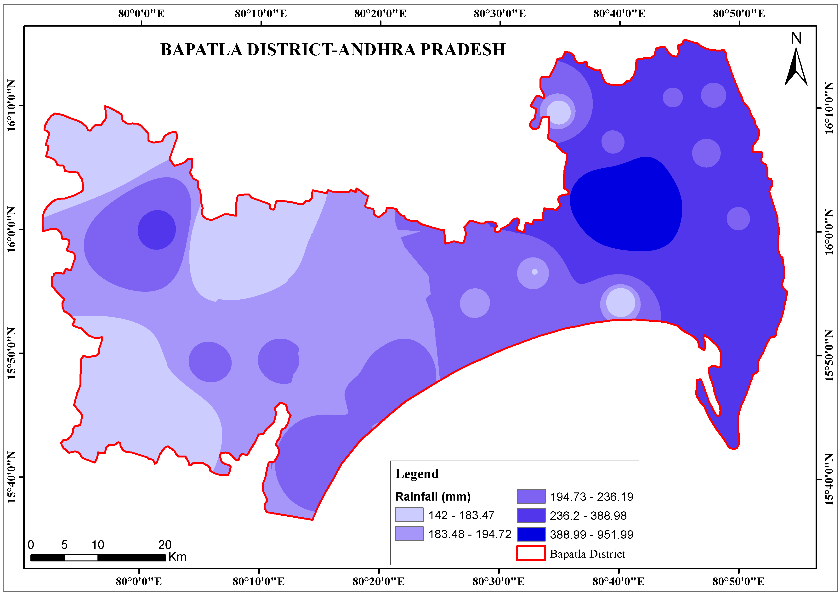 80°0'0"E 80°10'0"E 80°20'0"E 80°30'0"E 80°40'0"E 80°50'0"E
BAPATLA DISTRICT-ANDHRA PRADESH
N
16°10'0"N 16°10'0"N
16°0'0"N 16°0'0"N
15°50'0"N 15°50'0"N
15°40'0"N 15°40'0"N
Legend
Rainfall (mm)
142 - 183.47
183.48 - 194.72
194.73 - 236.19
236.2 - 388.98
388.99 - 951.99
Bapatla District
0 5 10 20
Km
80°0'0"E 80°10'0"E 80°20'0"E 80°30'0"E 80°40'0"E 80°50'0"E